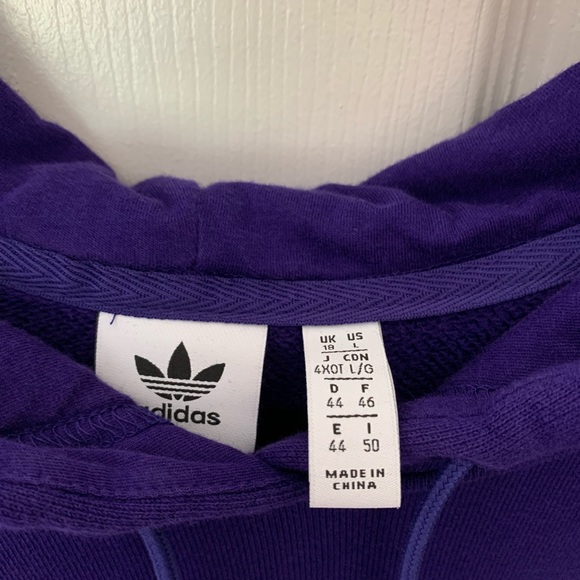 adidas
UK US
18 L
J CDN
4XOT L/G
D F
44 46
E I
44 50
MADE IN
CHINA